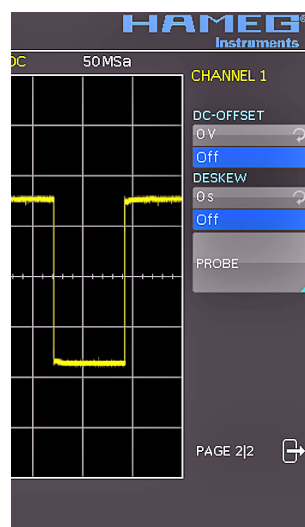 HAMEG®
Instruments
DC 50MSa
CHANNEL 1
DC-OFFSET
0 V
Off
DESKEW
0 s
Off
PROBE
PAGE 2|2